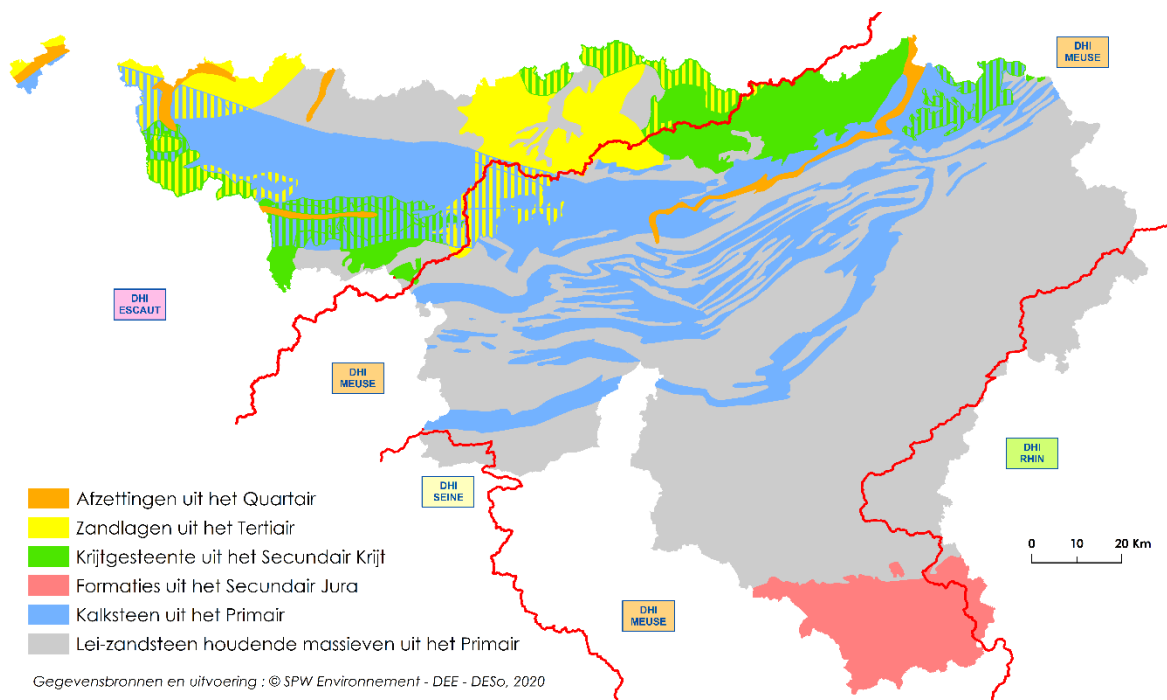 DHI
MEUSE
DHI
ESCAUT
DHI
MEUSE
DHI
RHIN
DHI
SEINE
Afzettingen uit het Quartair
Zandlagen uit het Tertiair
Krijtgesteente uit het Secundair Krijt
Formaties uit het Secundair Jura
Kalksteen uit het Primair
Lei-zandsteen houdende massieven uit het Primair
0 10 20 Km
DHI
MEUSE
Gegevensbronnen en uitvoering : © SPW Environnement - DEE - DESo, 2020